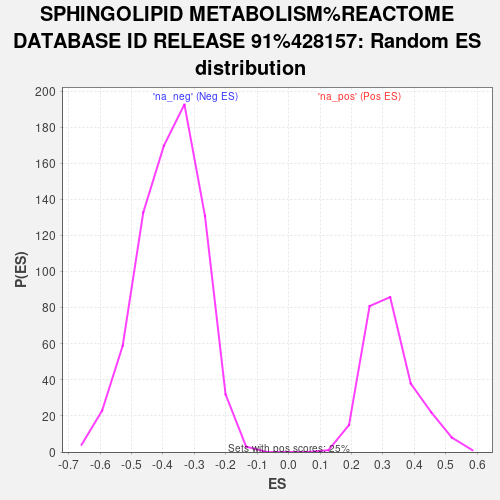 SPHINGOLIPID METABOLISM%REACTOME
DATABASE ID RELEASE 91%428157: Random ES
distribution
'na_neg' (Neg ES) 'na_pos' (Pos ES)
200
180
160
140
120
100
80
60
40
20
0
P(ES)
Sets with pos scores: 25%
-0.7 -0.6 -0.5 -0.4 -0.3 -0.2 -0.1 0.0 0.1 0.2 0.3 0.4 0.5 0.6
ES